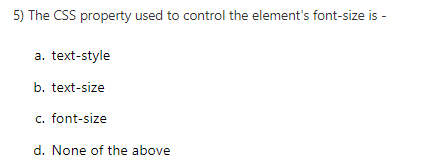 5) The CSS property used to control the element's font-size is -
a. text-style
b. text-size
c. font-size
d. None of the above